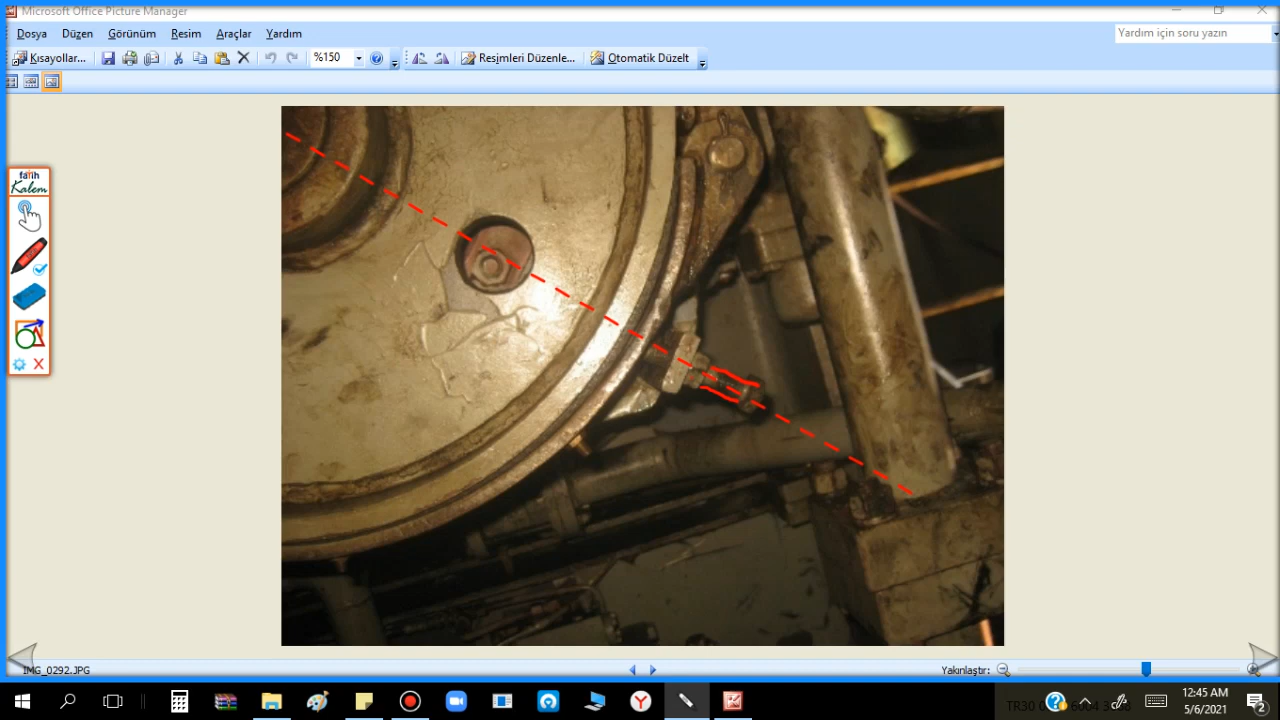 Microsoft Office Picture Manager
Dosya Düzen Görünüm Resim Araçlar Yardım
Yardım için soru yazın
Kısayollar... %150 Resimleri Düzenle... Otomatik Düzelt
fatih
Kalem
IMG_0292.JPG
Yakınlaştır:
12:45 AM
5/6/2021
2